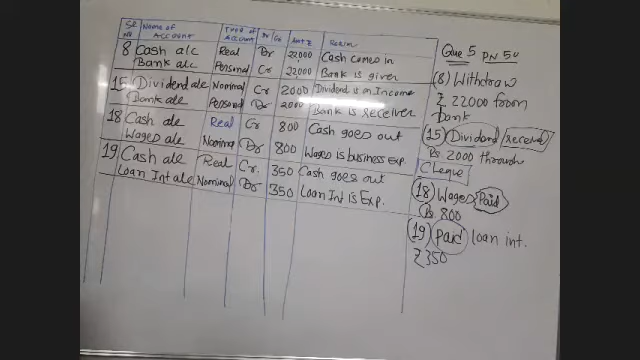 SR NO Name of Account Type of Account Dr/Cr Amt ₹ Reason
8 Cash a/c Real Dr 22000 Cash comes in
Bank a/c Personal Cr 22000 Bank is giver
15 Dividend a/c Nominal Cr 2000 Dividend is an Income
Bank a/c Personal Dr 2000 Bank is Receiver
18 Cash a/c Real Cr 800 Cash goes out
Wages a/c Nominal Dr 800 Wages is business Exp.
19 Cash a/c Real Cr. 350 Cash goes out
Loan Int a/c Nominal Dr 350 Loan Int is Exp.
Que 5 PN 50
(8) Withdraw
₹ 22000 from
bank
(15) Dividend received
Rs 2000 through
Cheque
(18) Wages Paid
Rs 800
(19) paid loan int.
₹ 350